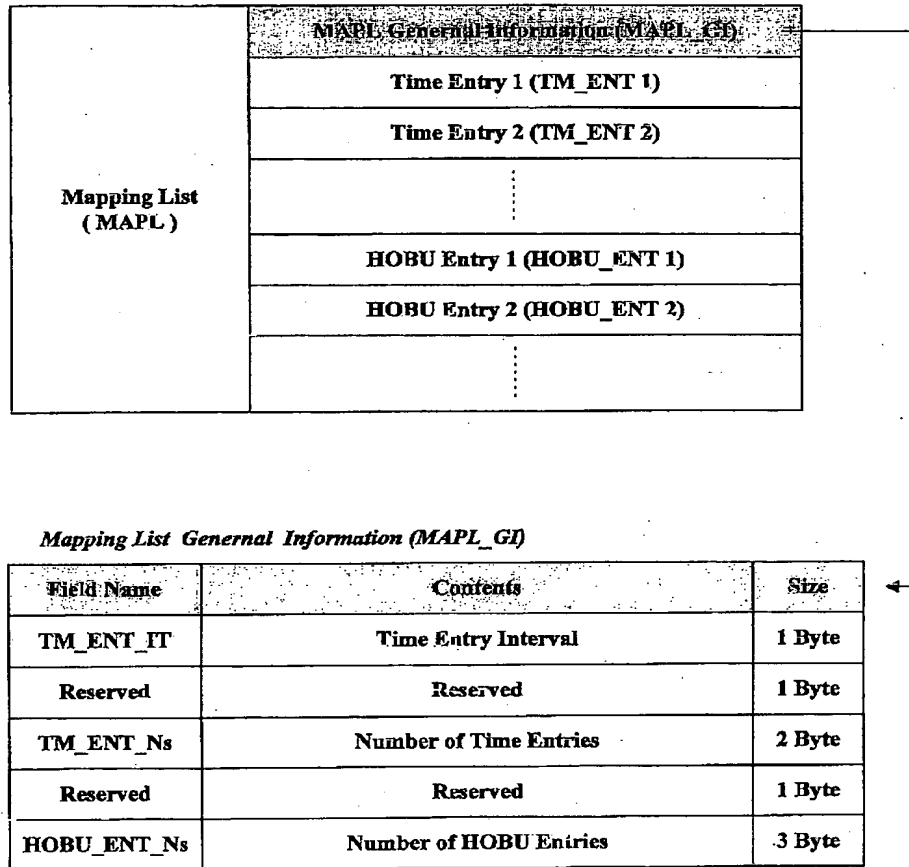 MAPL Genernal Information (MAPL_GI)
Time Entry 1 (TM_ENT 1)
Time Entry 2 (TM_ENT 2)
Mapping List
( MAPL )
HOBU Entry 1 (HOBU_ENT 1)
HOBU Entry 2 (HOBU_ENT 2)
Mapping List Genernal Information (MAPL_GI)
Field Name Contents Size
TM_ENT_IT Time Entry Interval 1 Byte
Reserved Reserved 1 Byte
TM_ENT_Ns Number of Time Entries 2 Byte
Reserved Reserved 1 Byte
HOBU_ENT_Ns Number of HOBU Entries 3 Byte